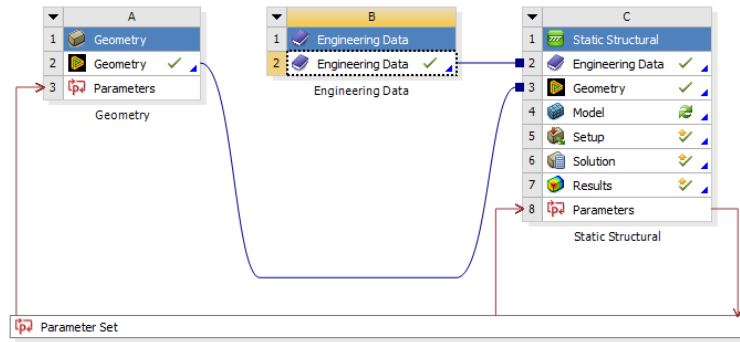 A
1 Geometry
2 Geometry
3 Parameters
Geometry
B
1 Engineering Data
2 Engineering Data
Engineering Data
C
1 Static Structural
2 Engineering Data
3 Geometry
4 Model
5 Setup
6 Solution
7 Results
8 Parameters
Static Structural
Parameter Set